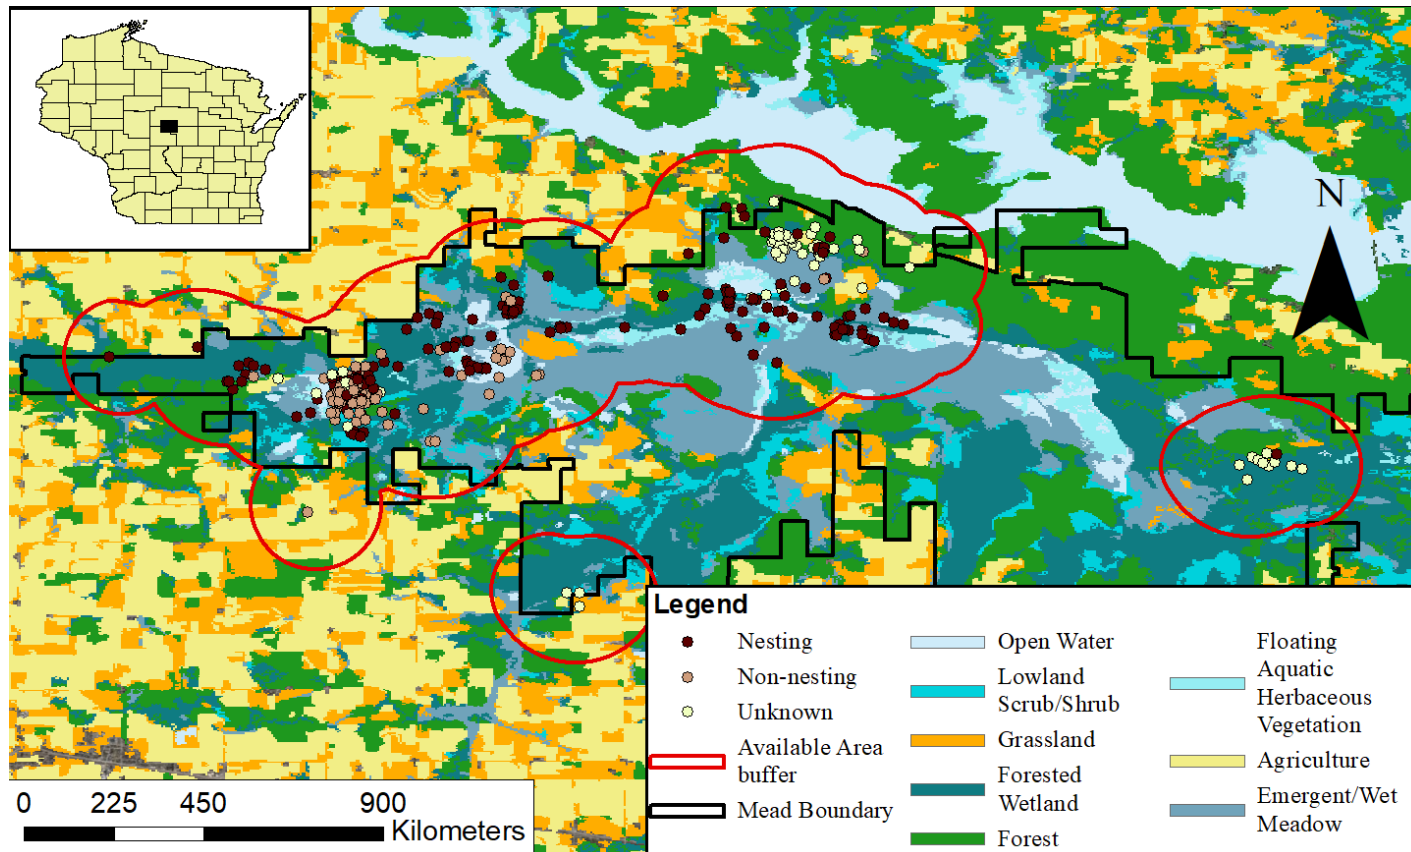 N
Legend
Nesting
Non-nesting
Unknown
Available Area
buffer
Mead Boundary
Open Water
Lowland
Scrub/Shrub
Grassland
Forested
Wetland
Forest
Floating
Aquatic
Herbaceous
Vegetation
Agriculture
Emergent/Wet
Meadow
0 225 450 900
Kilometers